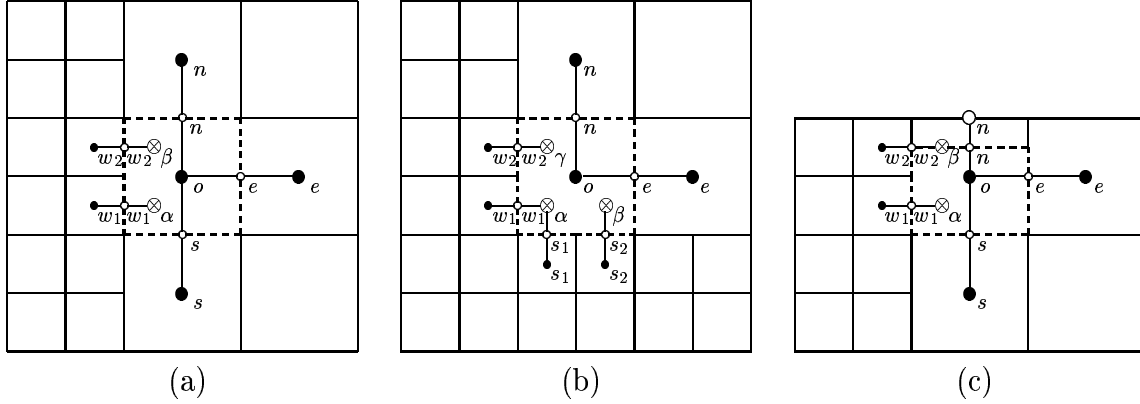 n n
n n n
w₂ w₂ β w₂ w₂ γ w₂ w₂ β n
o e e o e e o e e
w₁ w₁ α w₁ w₁ α β w₁ w₁ α
s s₁ s₂ s
s₁ s₂
s s
(a) (b) (c)